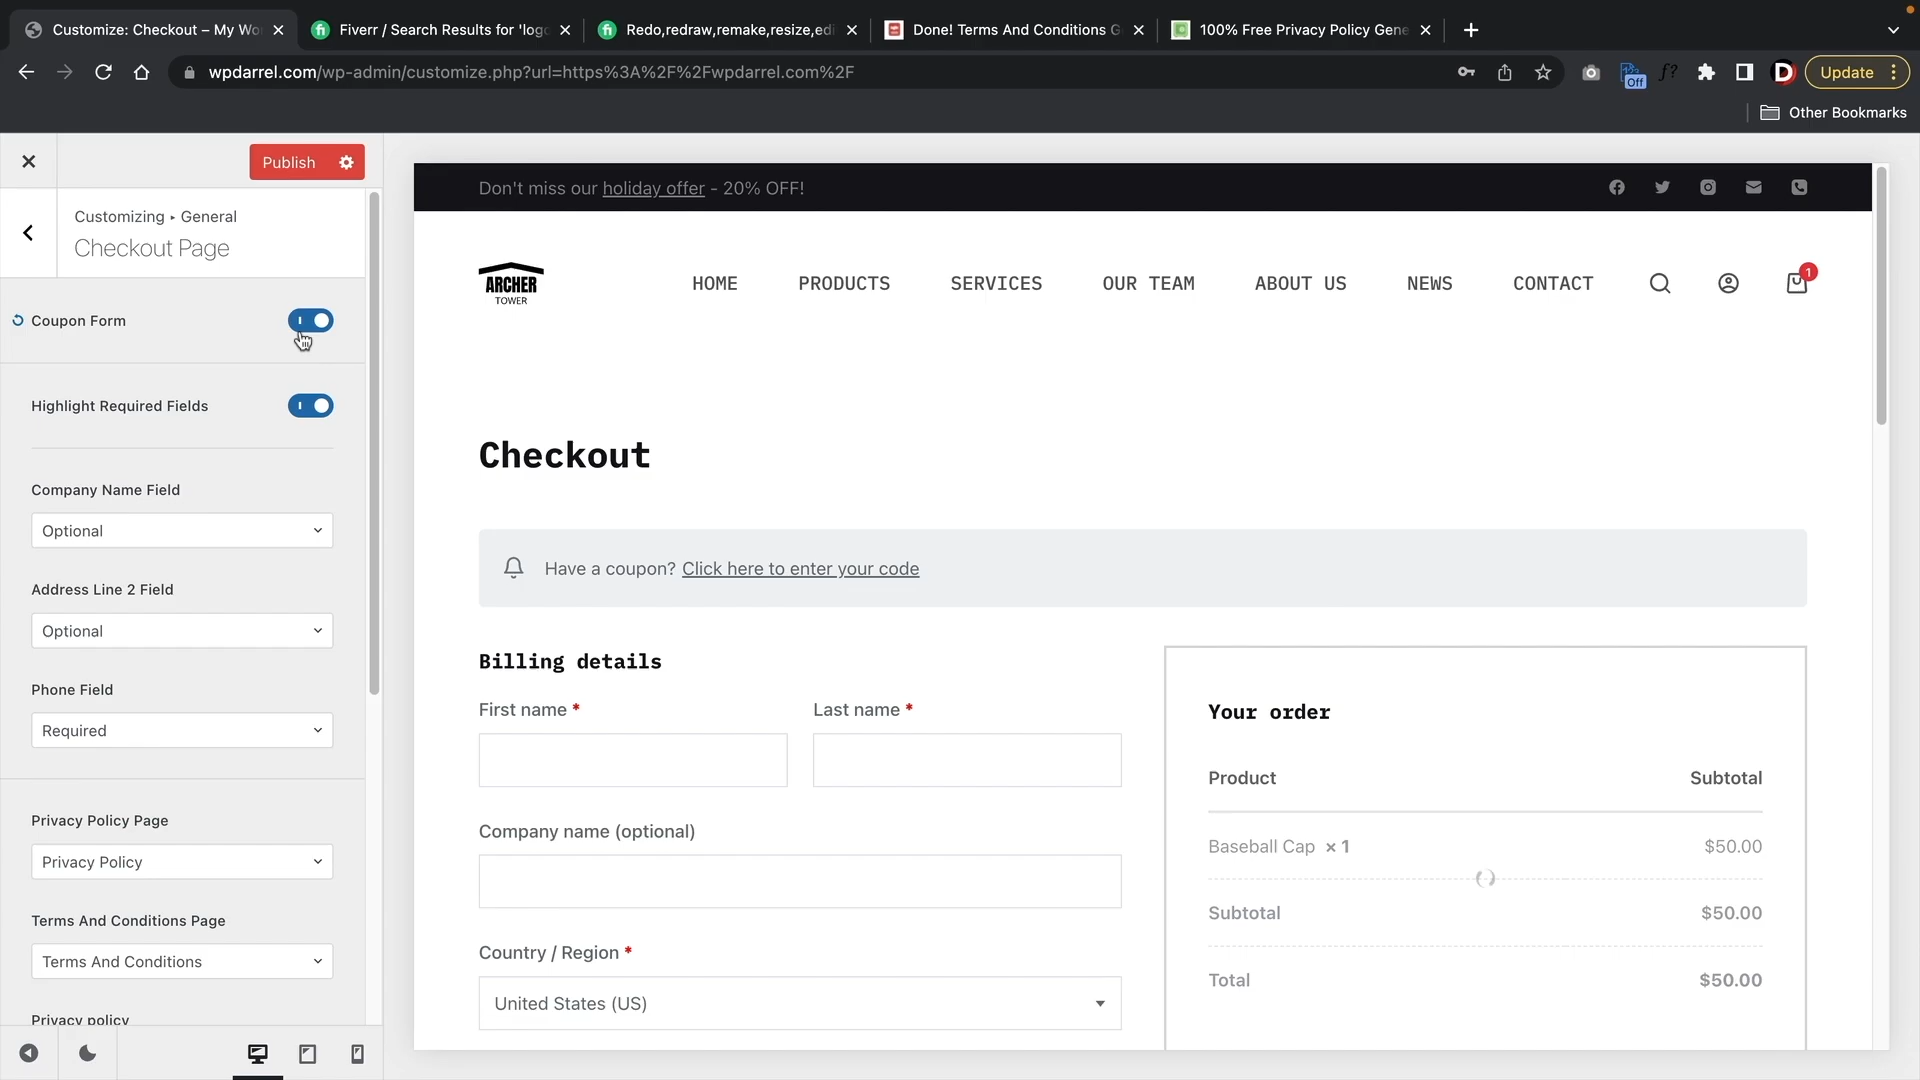 Customize: Checkout – My Wo
Fiverr / Search Results for 'logo
Redo,redraw,remake,resize,edi
Done! Terms And Conditions G
100% Free Privacy Policy Gene
wpdarrel.com/wp-admin/customize.php?url=https%3A%2F%2Fwpdarrel.com%2F
Off
f?
D
Update
Other Bookmarks
Publish
Customizing ▸ General
Checkout Page
Coupon Form
Highlight Required Fields
Company Name Field
Optional
Address Line 2 Field
Optional
Phone Field
Required
Privacy Policy Page
Privacy Policy
Terms And Conditions Page
Terms And Conditions
Privacy policy
Don't miss our holiday offer - 20% OFF!
ARCHER
TOWER
HOME
PRODUCTS
SERVICES
OUR TEAM
ABOUT US
NEWS
CONTACT
1
Checkout
Have a coupon? Click here to enter your code
Billing details
First name *
Last name *
Company name (optional)
Country / Region *
United States (US)
Your order
Product
Subtotal
Baseball Cap × 1
$50.00
Subtotal
$50.00
Total
$50.00